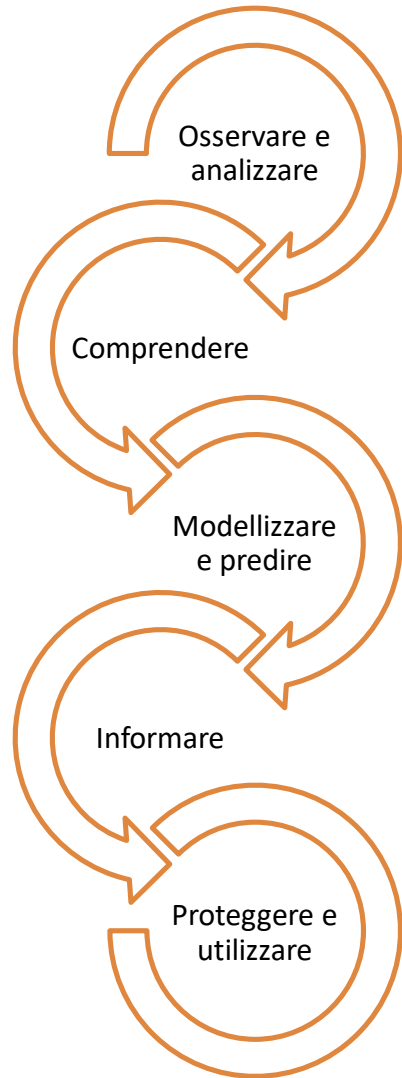 Osservare e
analizzare
Comprendere
Modellizzare
e predire
Informare
Proteggere e
utilizzare